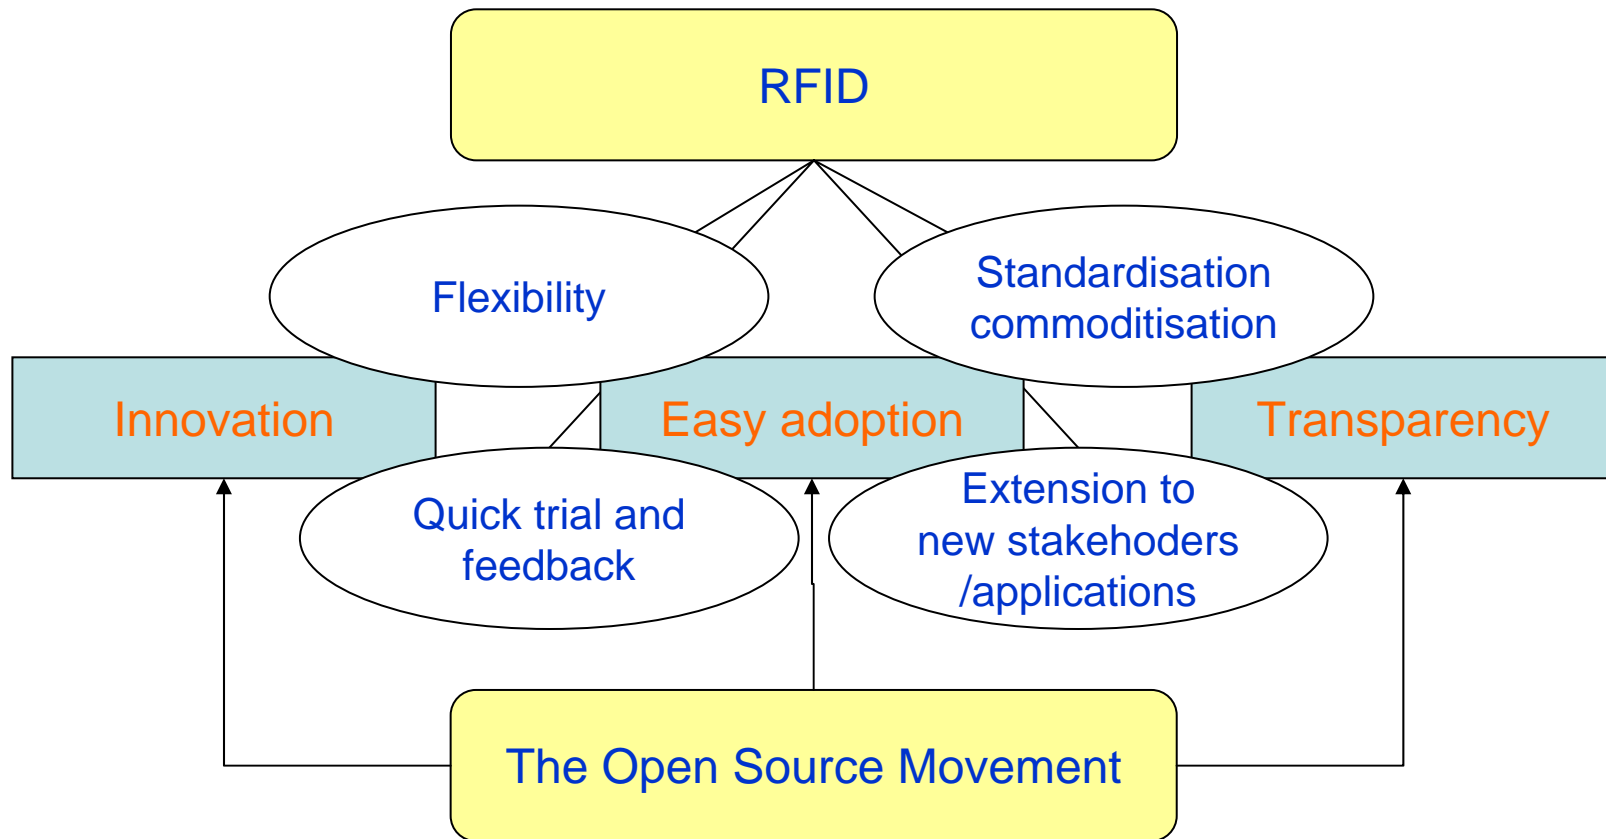 RFID
Flexibility
Standardisation
commoditisation
Innovation
Easy adoption
Transparency
Quick trial and
feedback
Extension to
new stakehoders
/applications
The Open Source Movement